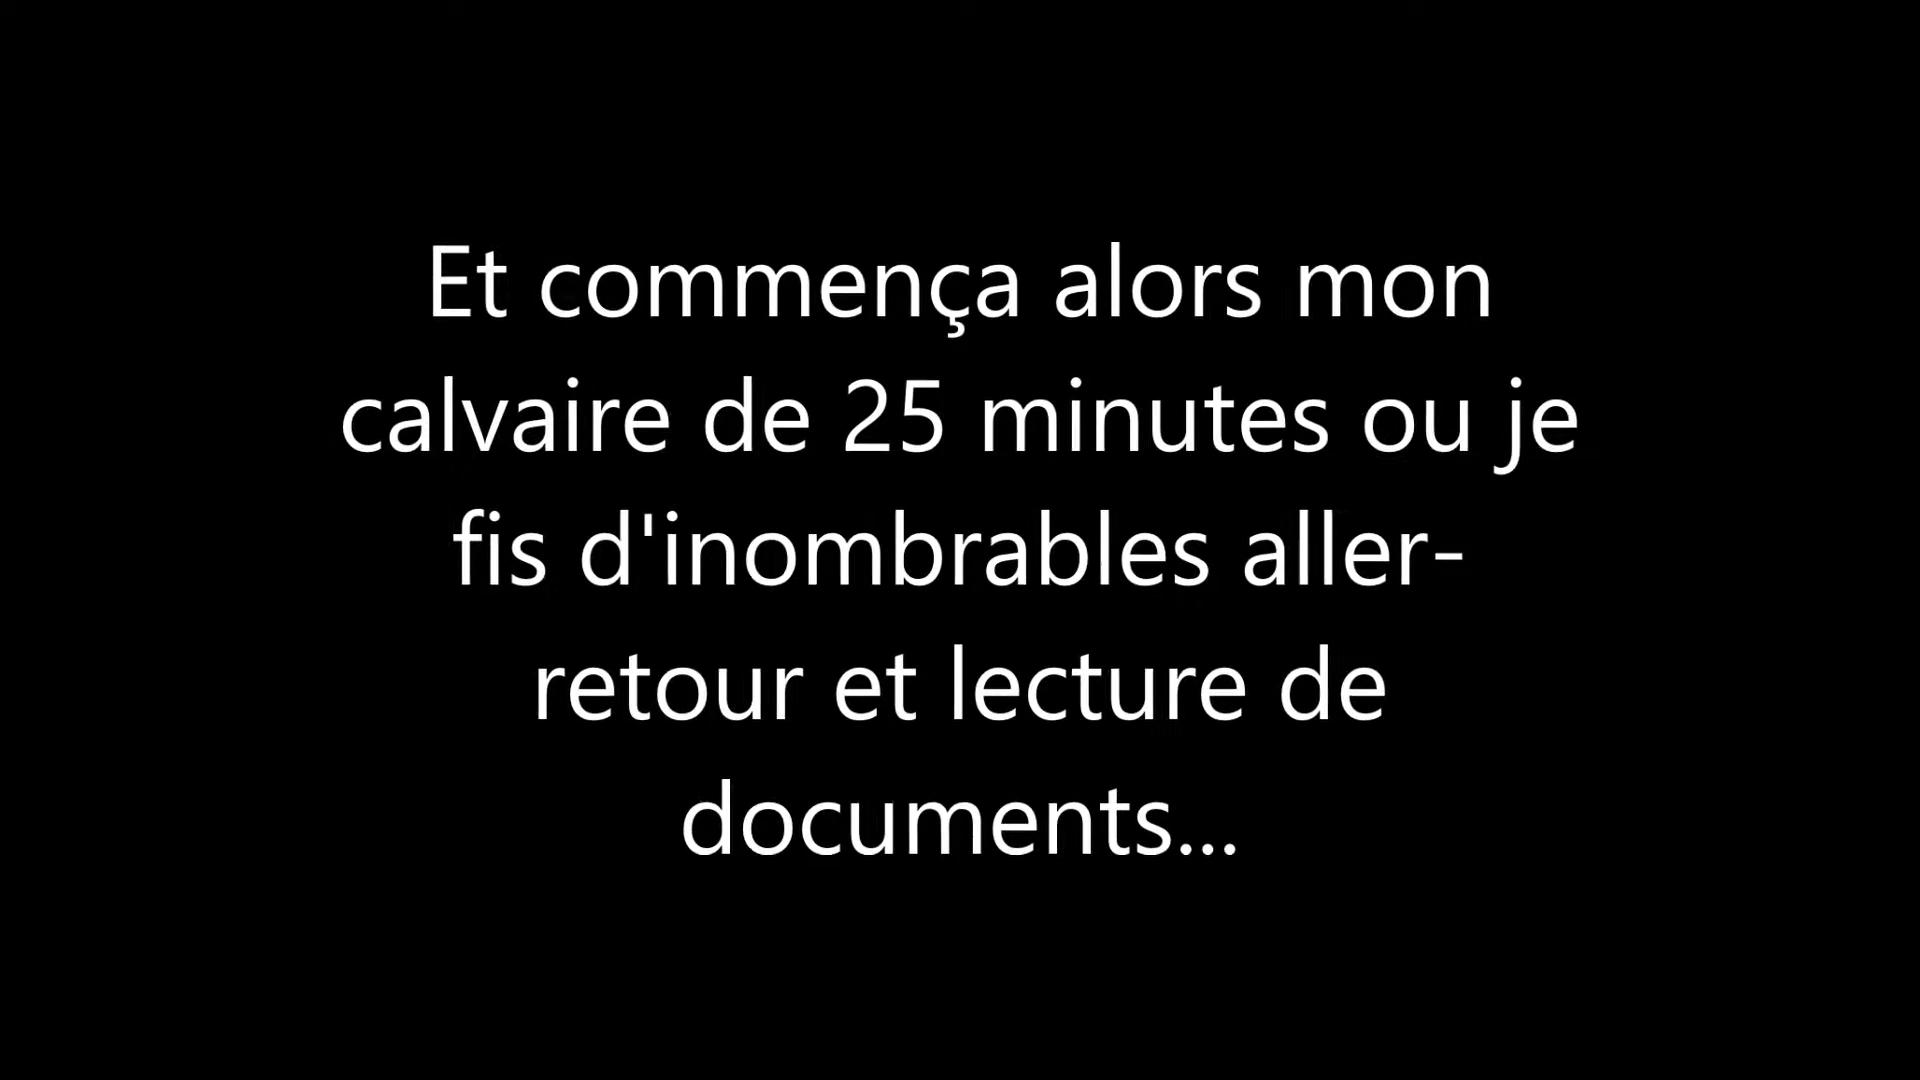 Et commença alors mon
calvaire de 25 minutes ou je
fis d'inombrables aller-
retour et lecture de
documents...